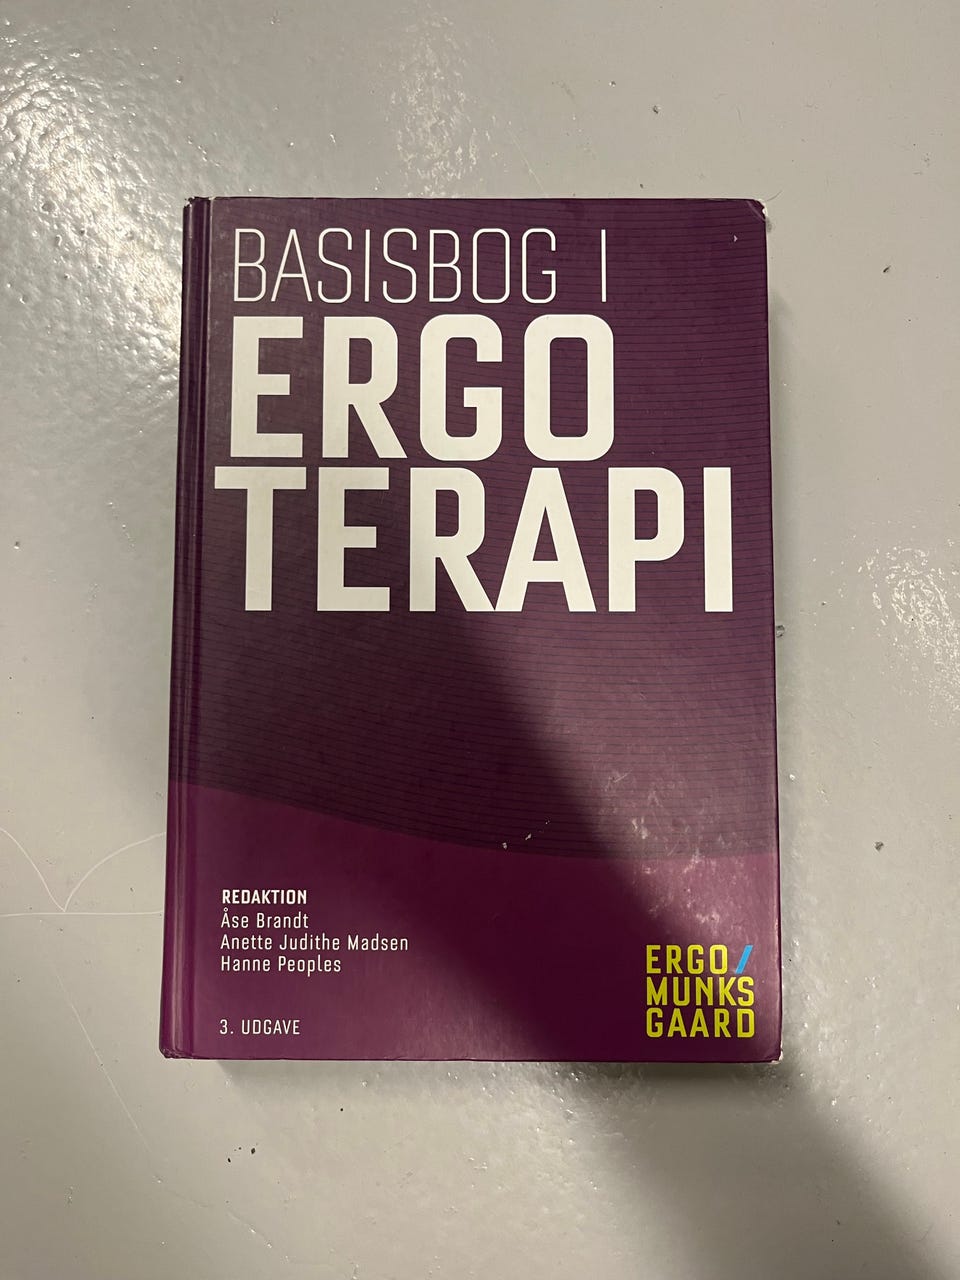 BASISBOG I
ERGO
TERAPI
REDAKTION
Åse Brandt
Anette Judithe Madsen
Hanne Peoples
3. UDGAVE
ERGO/
MUNKS
GAARD